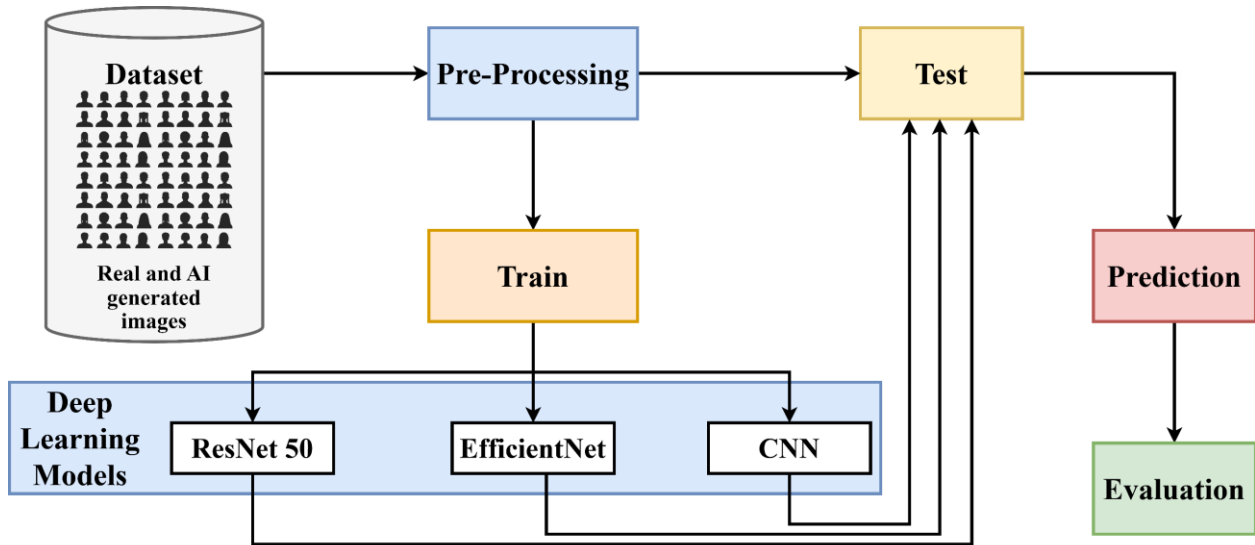 Dataset
Real and AI
generated
images
Pre-Processing
Test
Train
Prediction
Deep
Learning
Models
ResNet 50
EfficientNet
CNN
Evaluation